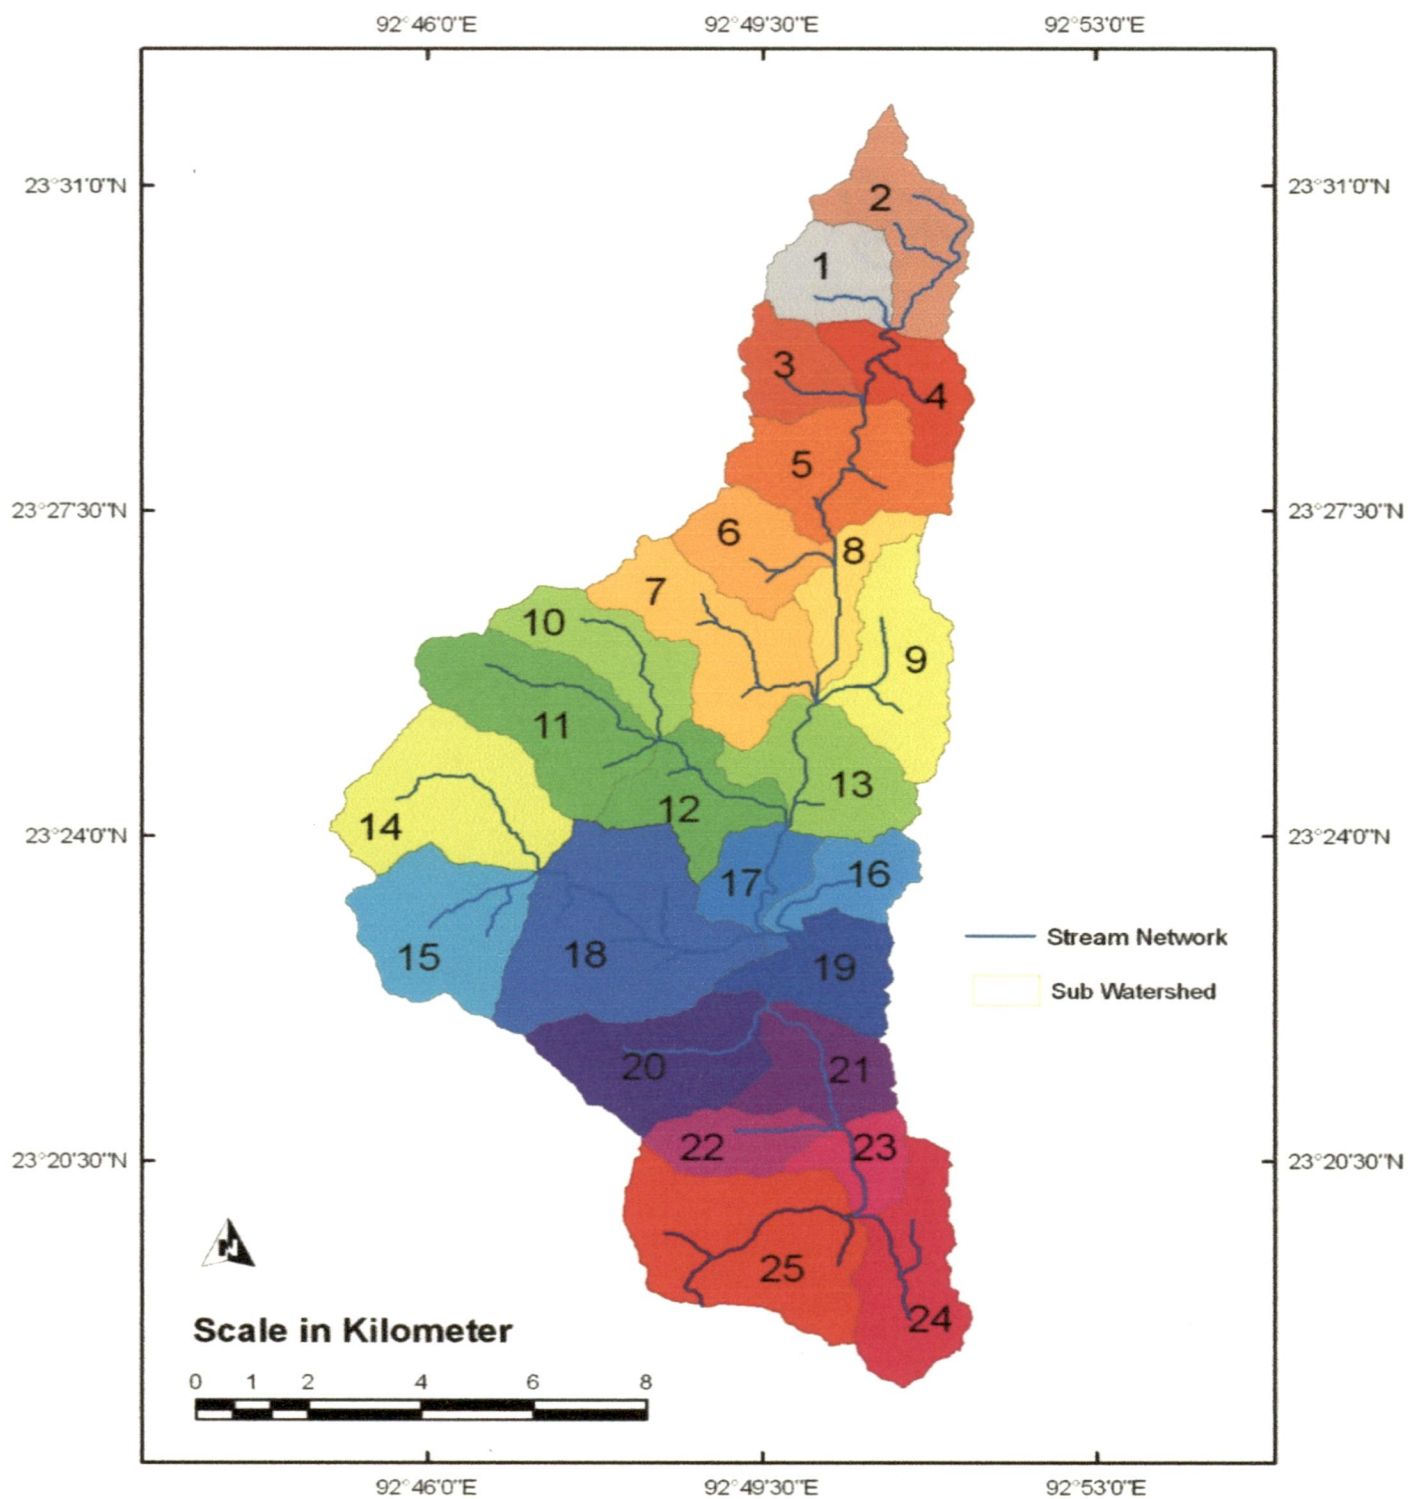 92°46'0"E 92°49'30"E 92°53'0"E
23°31'0"N 2 23°31'0"N
1
3
4
5
23°27'30"N 23°27'30"N
6
8
7
10
9
11
13
12
14
23°24'0"N 23°24'0"N
17 16
Stream Network
15 18 19
Sub Watershed
20 21
22 23
23°20'30"N 23°20'30"N
N
25
24
Scale in Kilometer
0 1 2 4 6 8
92°46'0"E 92°49'30"E 92°53'0"E